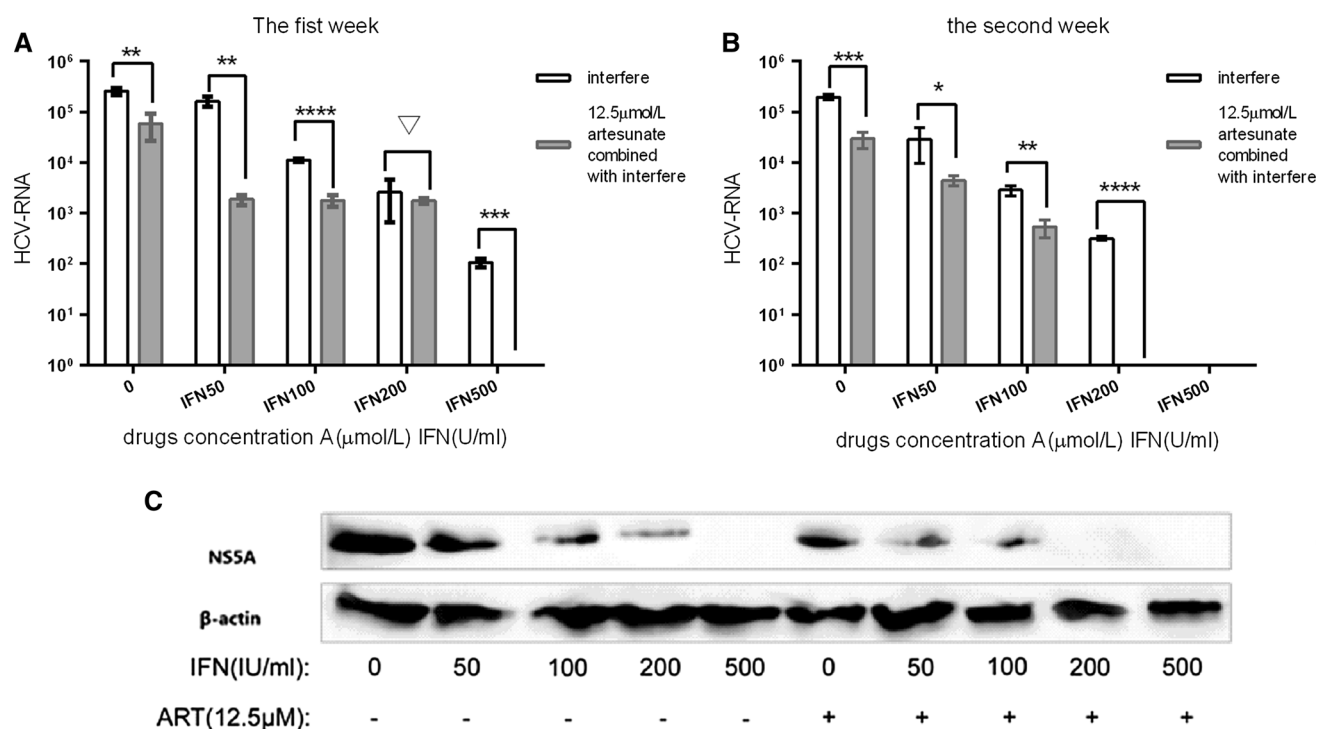 A
The fist week
HCV-RNA
10⁶
10⁵
10⁴
10³
10²
10¹
10⁰
**
**
****
▽
***
0
IFN50
IFN100
IFN200
IFN500
drugs concentration A(μmol/L) IFN(U/ml)
interfere
12.5μmol/L
artesunate
combined
with interfere
B
the second week
HCV-RNA
10⁶
10⁵
10⁴
10³
10²
10¹
10⁰
***
*
**
****
0
IFN50
IFN100
IFN200
IFN500
drugs concentration A(μmol/L) IFN(U/ml)
interfere
12.5μmol/L
artesunate
combined
with interfere
C
NS5A
β-actin
IFN(IU/ml): 0 50 100 200 500 0 50 100 200 500
ART(12.5μM): - - - - - + + + + +